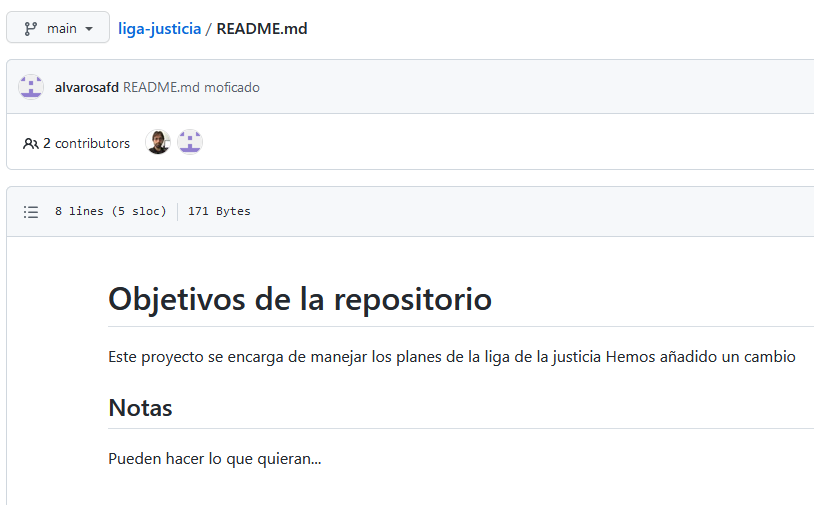 main
liga-justicia / README.md
alvarosafd README.md moficado
2 contributors
8 lines (5 sloc) 171 Bytes
Objetivos de la repositorio
Este proyecto se encarga de manejar los planes de la liga de la justicia Hemos añadido un cambio
Notas
Pueden hacer lo que quieran...